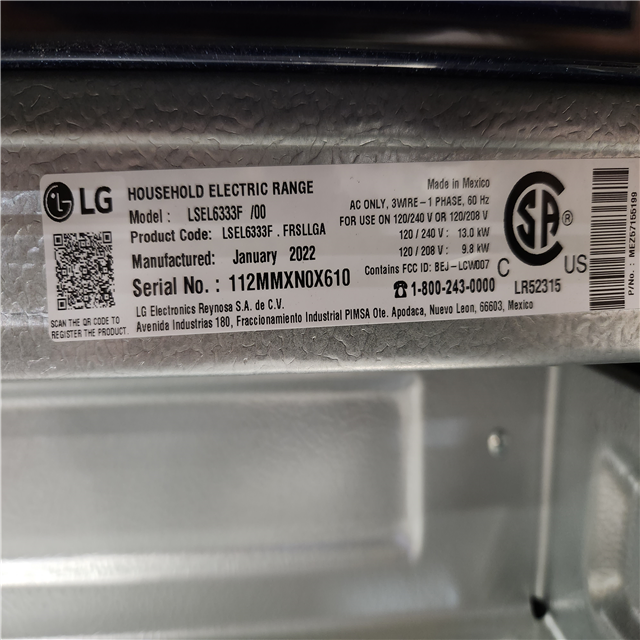 LG
HOUSEHOLD ELECTRIC RANGE
Model : LSEL6333F /00
Product Code: LSEL6333F . FRSLLGA
Manufactured: January 2022
Serial No. : 112MMXN0X610
LG Electronics Reynosa S.A. de C.V.
Avenida Industrias 180, Fraccionamiento Industrial PIMSA Ote. Apodaca, Nuevo Leon, 66603, Mexico
SCAN THE QR CODE TO
REGISTER THE PRODUCT.
Made in Mexico
AC ONLY, 3WIRE-1 PHASE, 60 Hz
FOR USE ON 120/240 V OR 120/208 V
120 / 240 V : 13.0 kW
120 / 208 V : 9.8 kW
Contains FCC ID: BEJ-LCW007
☎1-800-243-0000
CSA®
C US
LR52315
P/No. : MEZ67155199